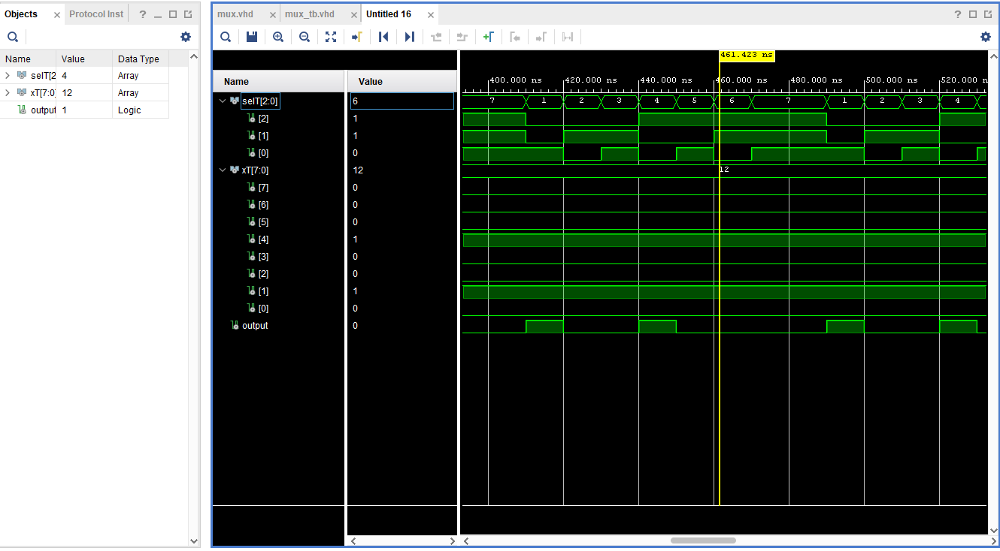 Objects × Protocol Inst ? _
mux.vhd × mux_tb.vhd × Untitled 16 × ?
Name Value Data Type
selT[2 4 Array
xT[7:0] 12 Array
output 1 Logic
461.423 ns
400.000 ns 420.000 ns 440.000 ns 460.000 ns 480.000 ns 500.000 ns 520.000 n
Name Value
selT[2:0] 6 7 1 2 3 4 5 6 7 1 2 3 4
[2] 1
[1] 1
[0] 0
xT[7:0] 12 12
[7] 0
[6] 0
[5] 0
[4] 1
[3] 0
[2] 0
[1] 1
[0] 0
output 0